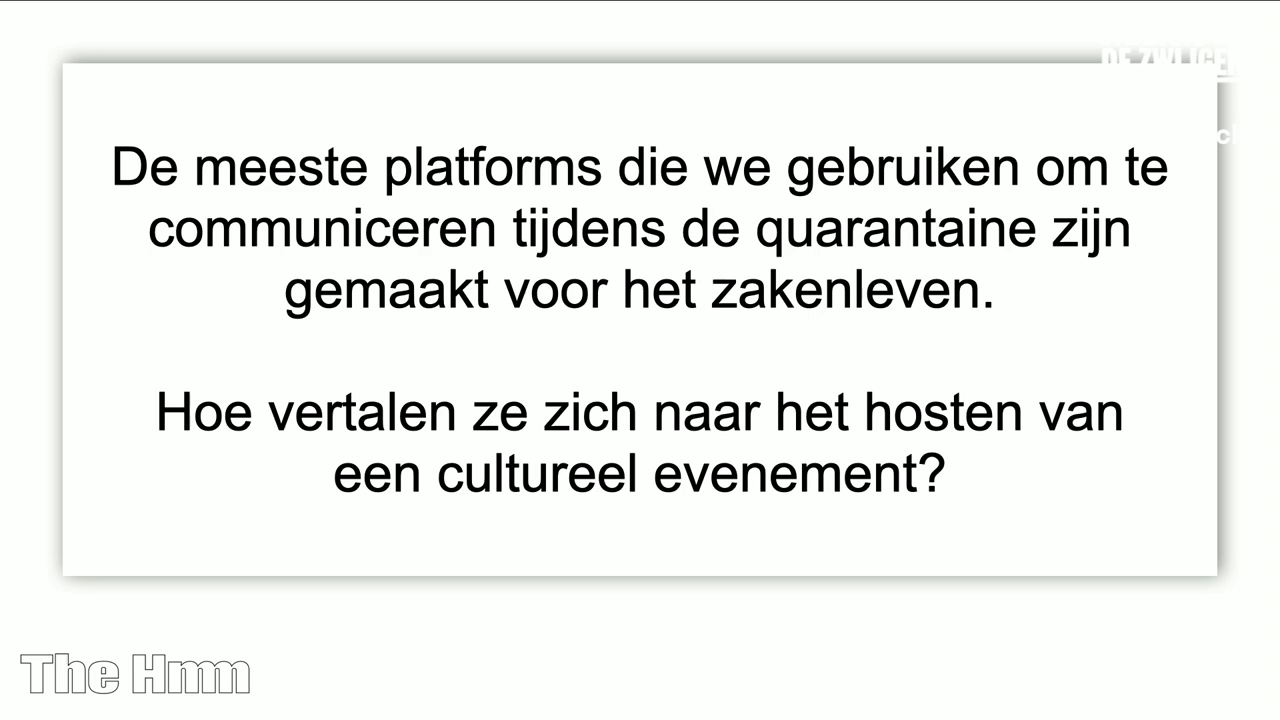 De meeste platforms die we gebruiken om te
communiceren tijdens de quarantaine zijn
gemaakt voor het zakenleven.
Hoe vertalen ze zich naar het hosten van
een cultureel evenement?
The Hmm